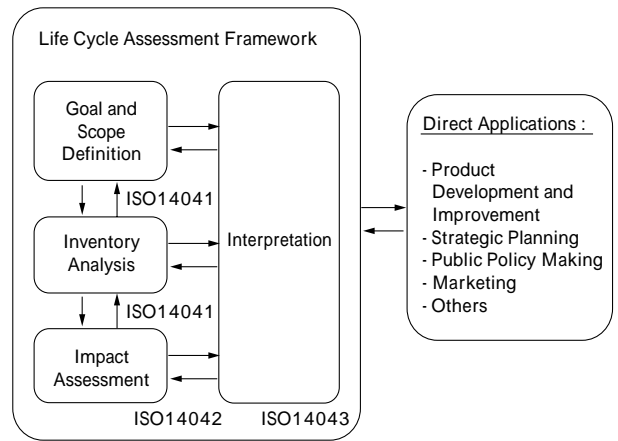 Life Cycle Assessment Framework
Goal and
Scope
Definition
ISO14041
Inventory
Analysis
ISO14041
Impact
Assessment
ISO14042
Interpretation
ISO14043
Direct Applications :
- Product
Development and
Improvement
- Strategic Planning
- Public Policy Making
- Marketing
- Others